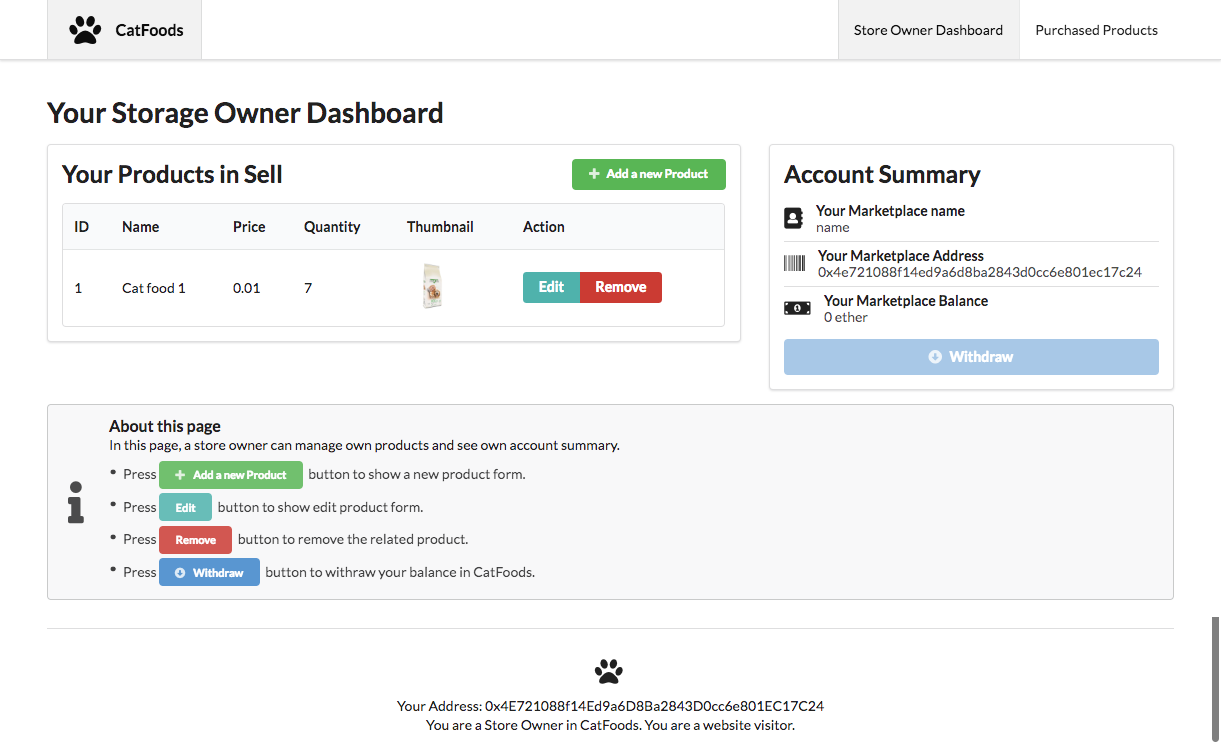 CatFoods
Store Owner Dashboard
Purchased Products
Your Storage Owner Dashboard
Your Products in Sell
Add a new Product
ID Name Price Quantity Thumbnail Action
1 Cat food 1 0.01 7 Edit Remove
Account Summary
Your Marketplace name
name
Your Marketplace Address
0x4e721088f14ed9a6d8ba2843d0cc6e801ec17c24
Your Marketplace Balance
0 ether
Withdraw
About this page
In this page, a store owner can manage own products and see own account summary.
• Press Add a new Product button to show a new product form.
• Press Edit button to show edit product form.
• Press Remove button to remove the related product.
• Press Withdraw button to withraw your balance in CatFoods.
Your Address: 0x4E721088f14Ed9a6D8Ba2843D0cc6e801EC17C24
You are a Store Owner in CatFoods. You are a website visitor.